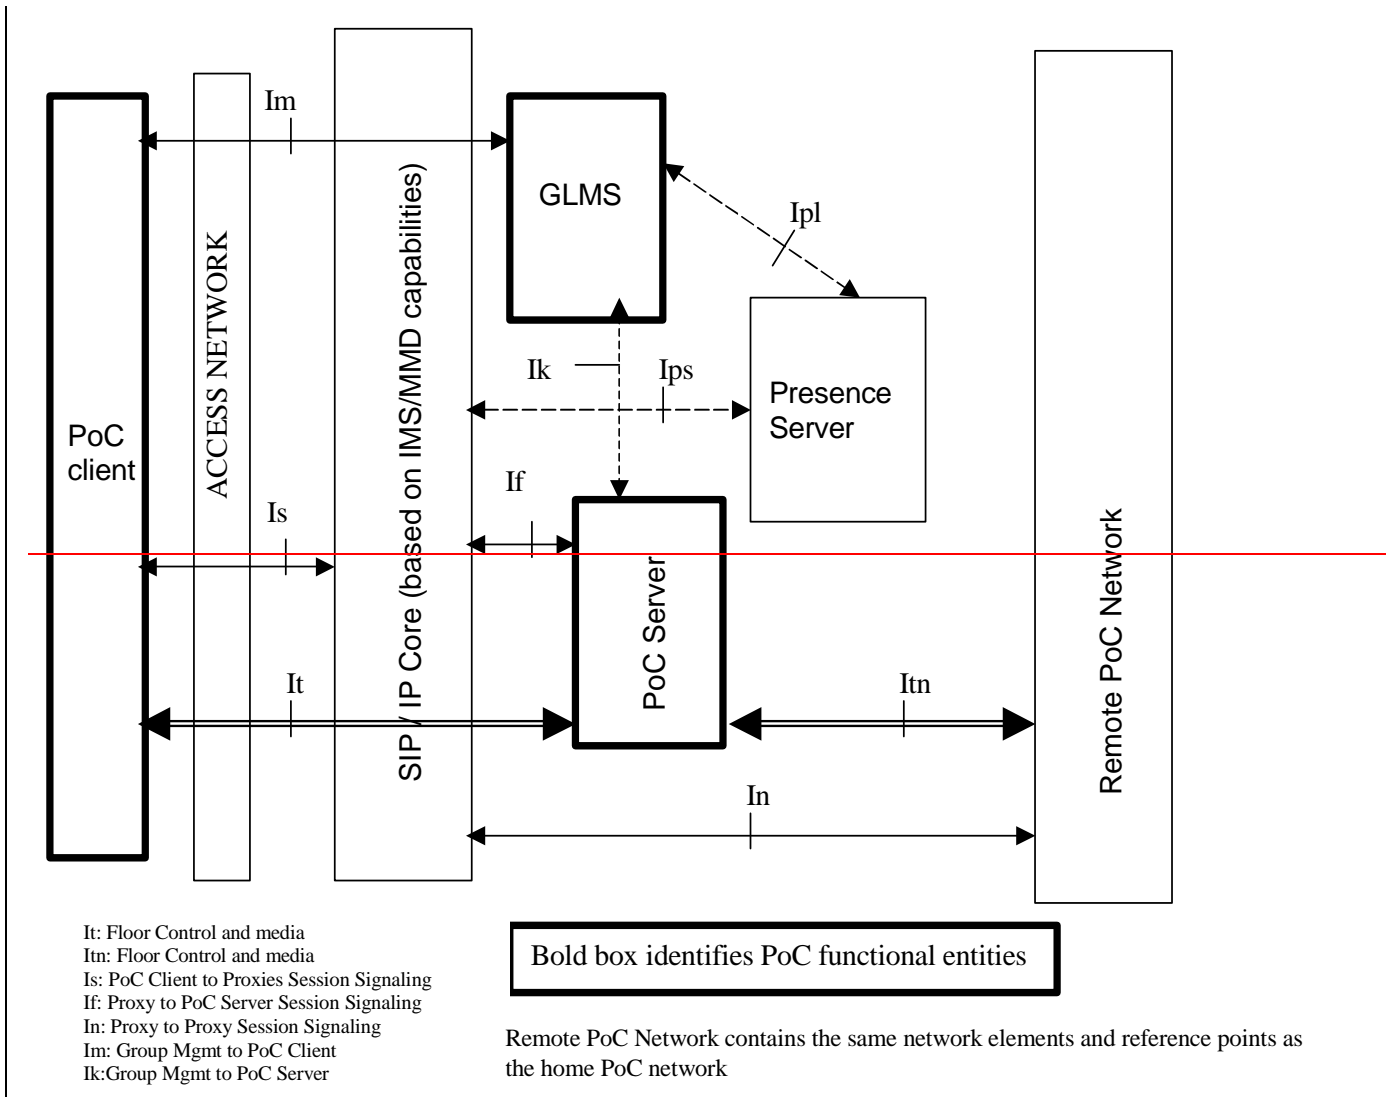 Im
GLMS
Ipl
ACCESS NETWORK
SIP / IP Core (based on IMS/MMD capabilities)
Ik
Ips
Presence
Server
PoC
client
If
Is
PoC Server
Remote PoC Network
It
Itn
In
It: Floor Control and media
Itn: Floor Control and media
Is: PoC Client to Proxies Session Signaling
If: Proxy to PoC Server Session Signaling
In: Proxy to Proxy Session Signaling
Im: Group Mgmt to PoC Client
Ik:Group Mgmt to PoC Server
Bold box identifies PoC functional entities
Remote PoC Network contains the same network elements and reference points as
the home PoC network